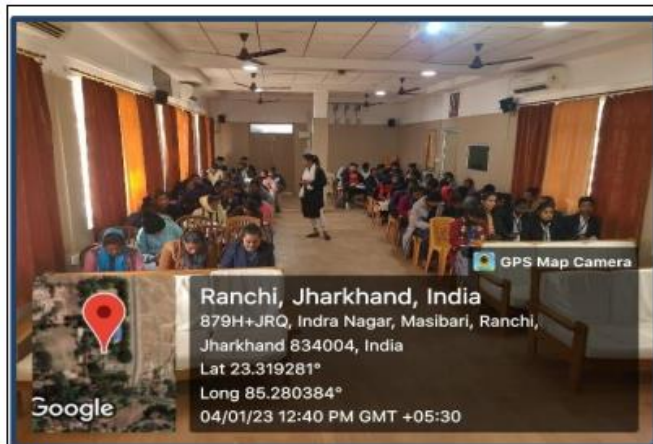 GPS Map Camera
Ranchi, Jharkhand, India
879H+JRQ, Indra Nagar, Masibari, Ranchi,
Jharkhand 834004, India
Lat 23.319281°
Long 85.280384°
04/01/23 12:40 PM GMT +05:30
Google